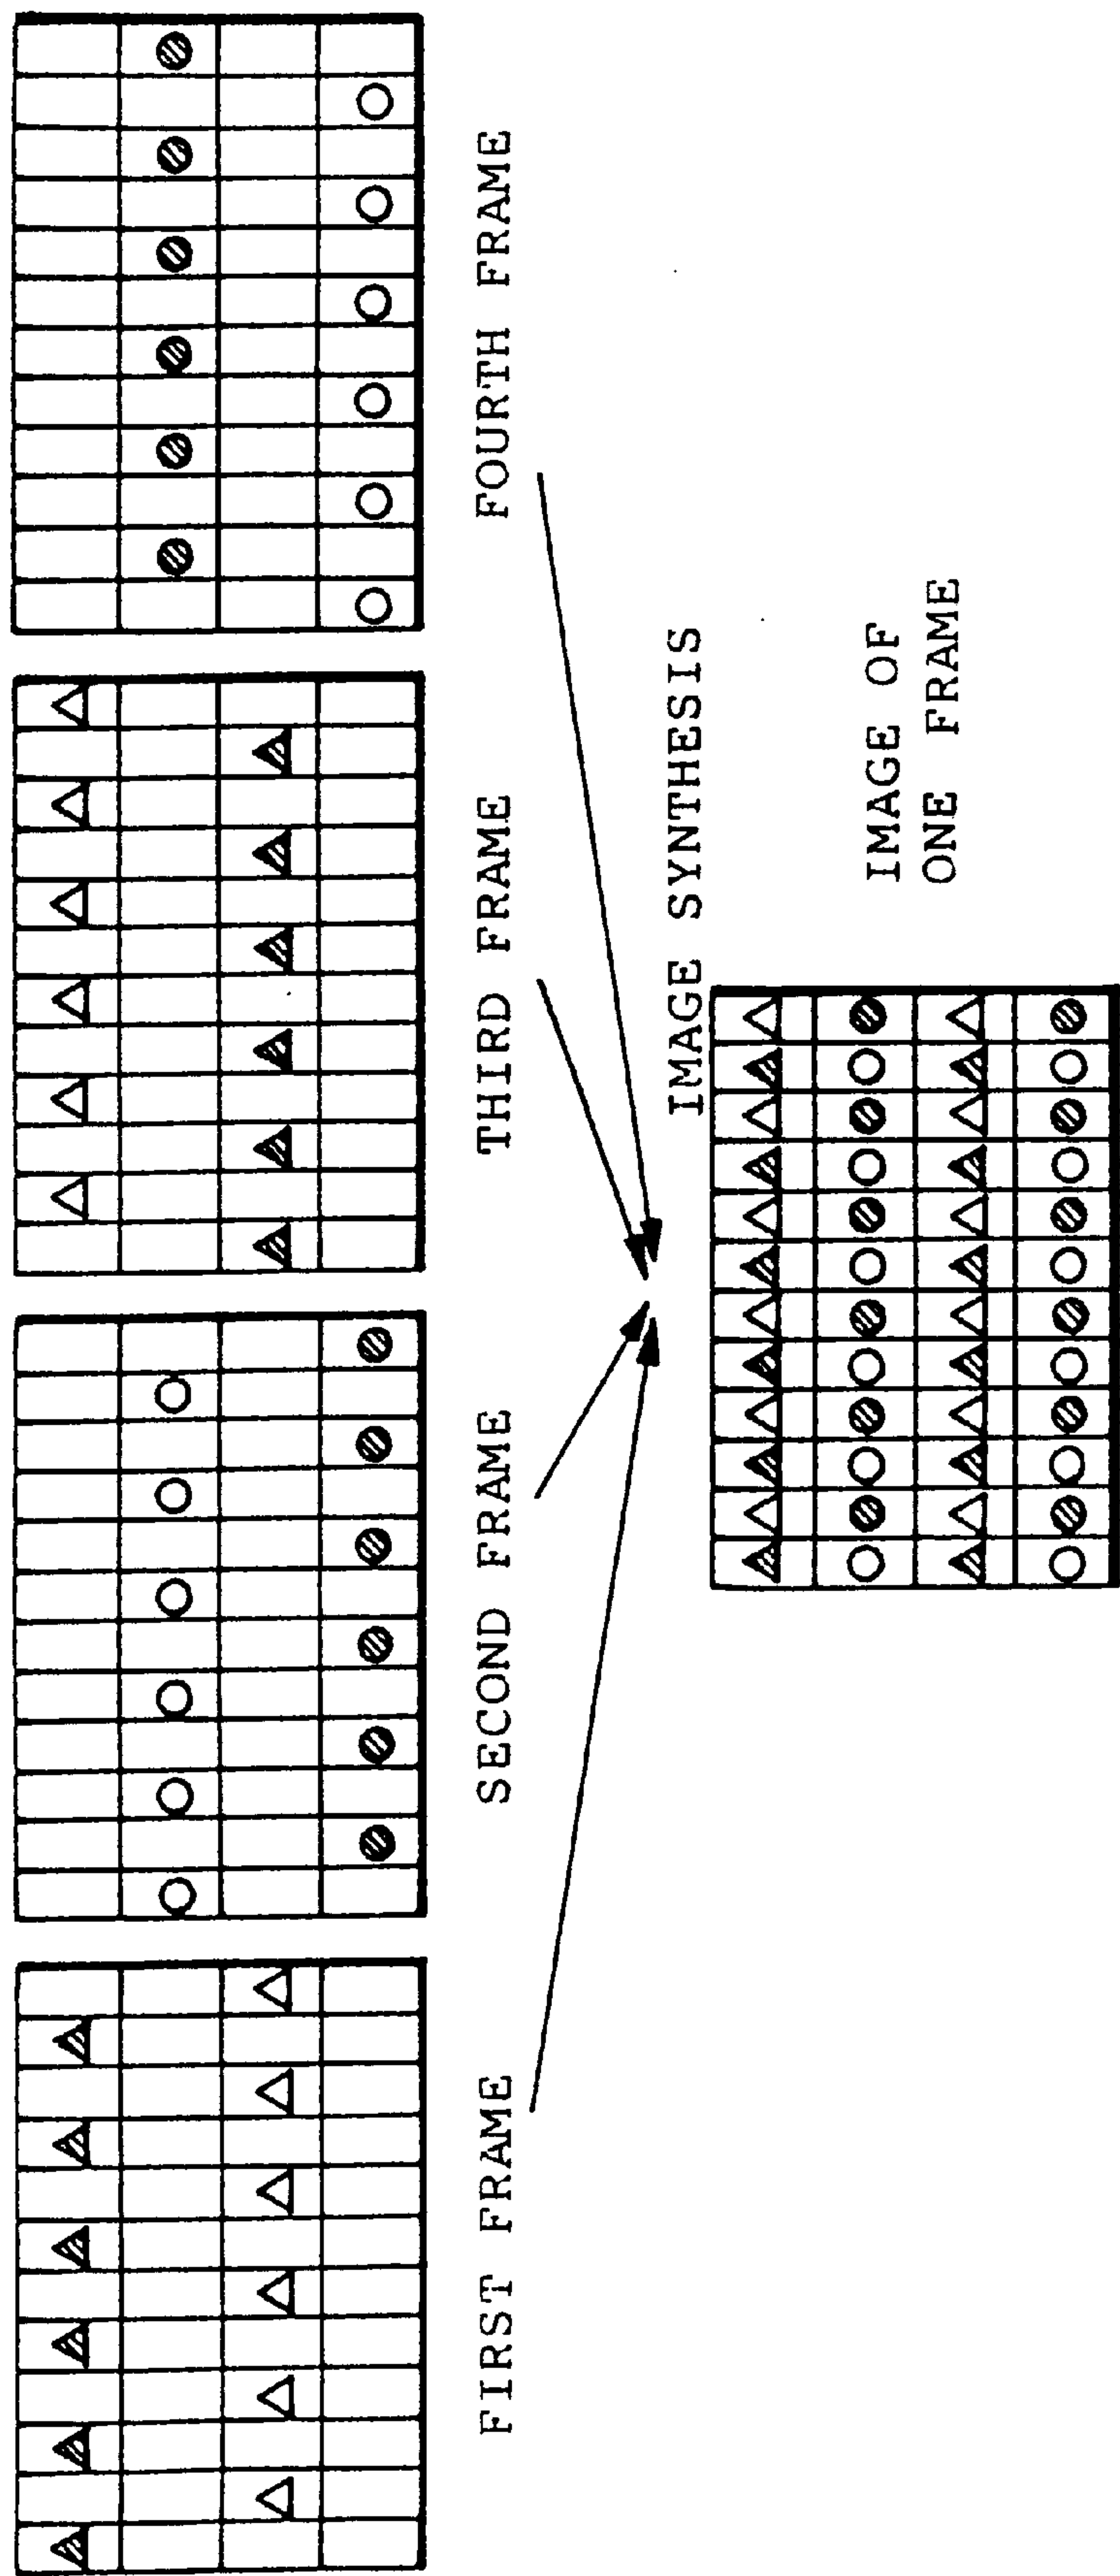 FIRST FRAME
SECOND FRAME
THIRD FRAME
FOURTH FRAME
IMAGE SYNTHESIS
IMAGE OF
ONE FRAME